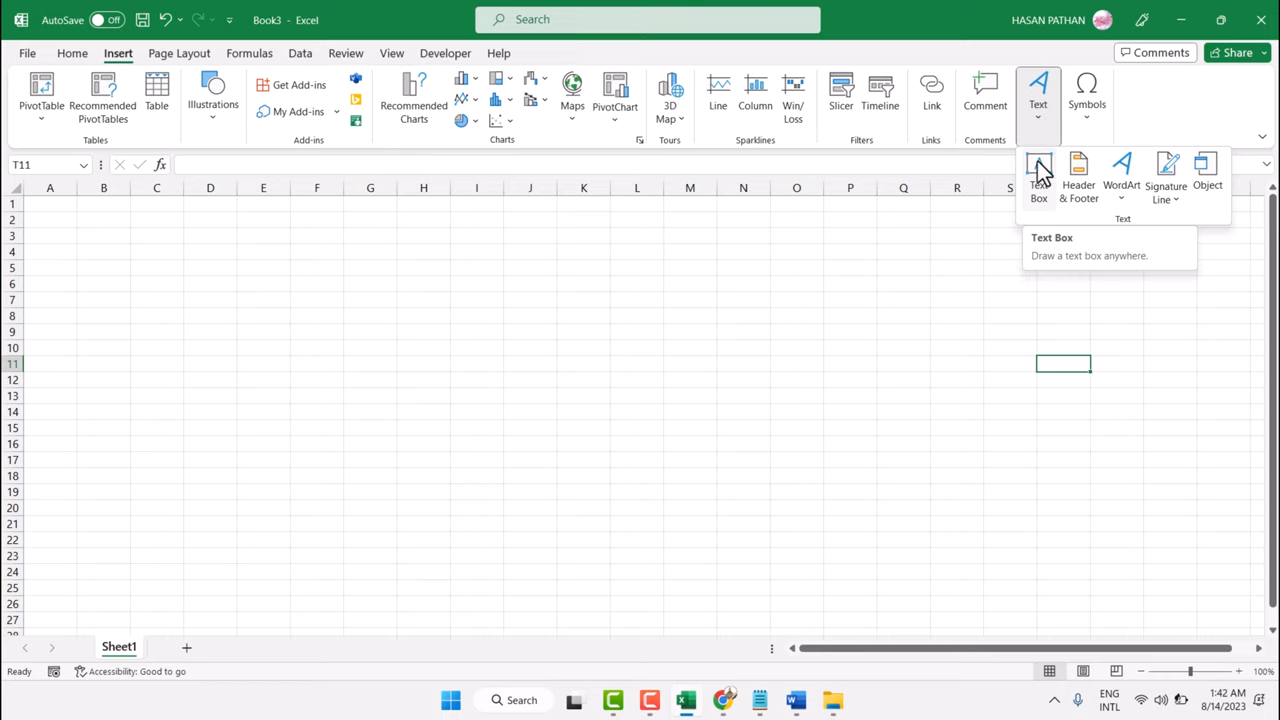 AutoSave Off Book3 - Excel Search HASAN PATHAN
File Home Insert Page Layout Formulas Data Review View Developer Help Comments Share
PivotTable Recommended PivotTables Table Illustrations Get Add-ins My Add-ins Recommended Charts Maps PivotChart 3D Map Line Column Win/ Loss Slicer Timeline Link Comment Text Symbols
Tables Add-ins Charts Tours Sparklines Filters Links Comments
T11 fx
Text Box Header & Footer WordArt Signature Line Object
Text
Text Box
Draw a text box anywhere.
A B C D E F G H I J K L M N O P Q R S
1
2
3
4
5
6
7
8
9
10
11
12
13
14
15
16
17
18
19
20
21
22
23
24
25
26
27
28
Sheet1
Ready Accessibility: Good to go 100%
Search ENG INTL 1:42 AM 8/14/2023